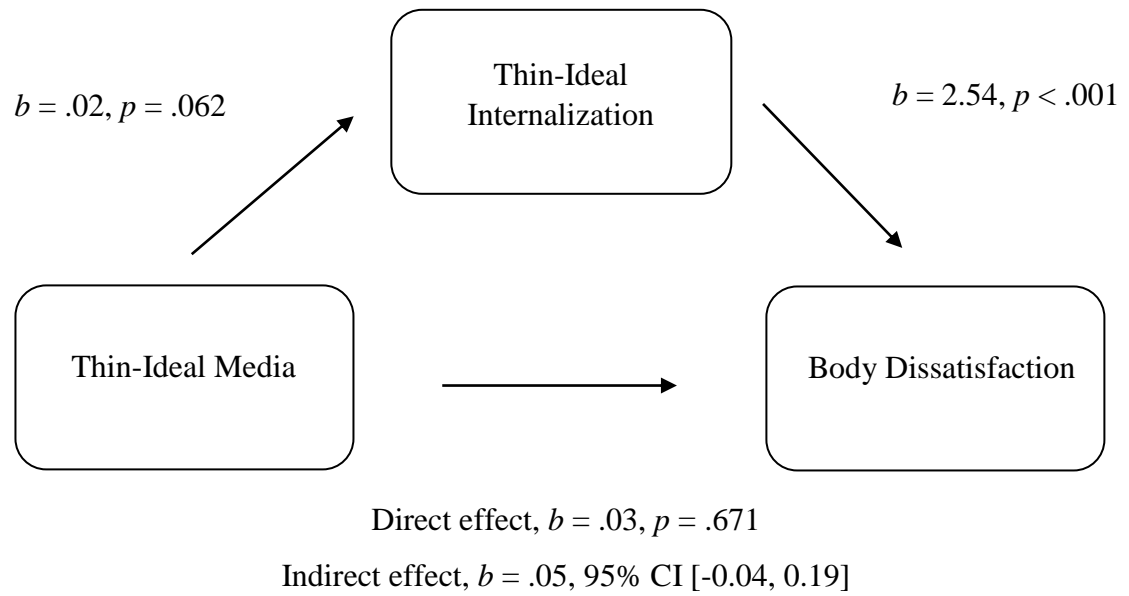 Thin-Ideal
Internalization
b = .02, p = .062
b = 2.54, p < .001
Thin-Ideal Media
Body Dissatisfaction
Direct effect, b = .03, p = .671
Indirect effect, b = .05, 95% CI [-0.04, 0.19]